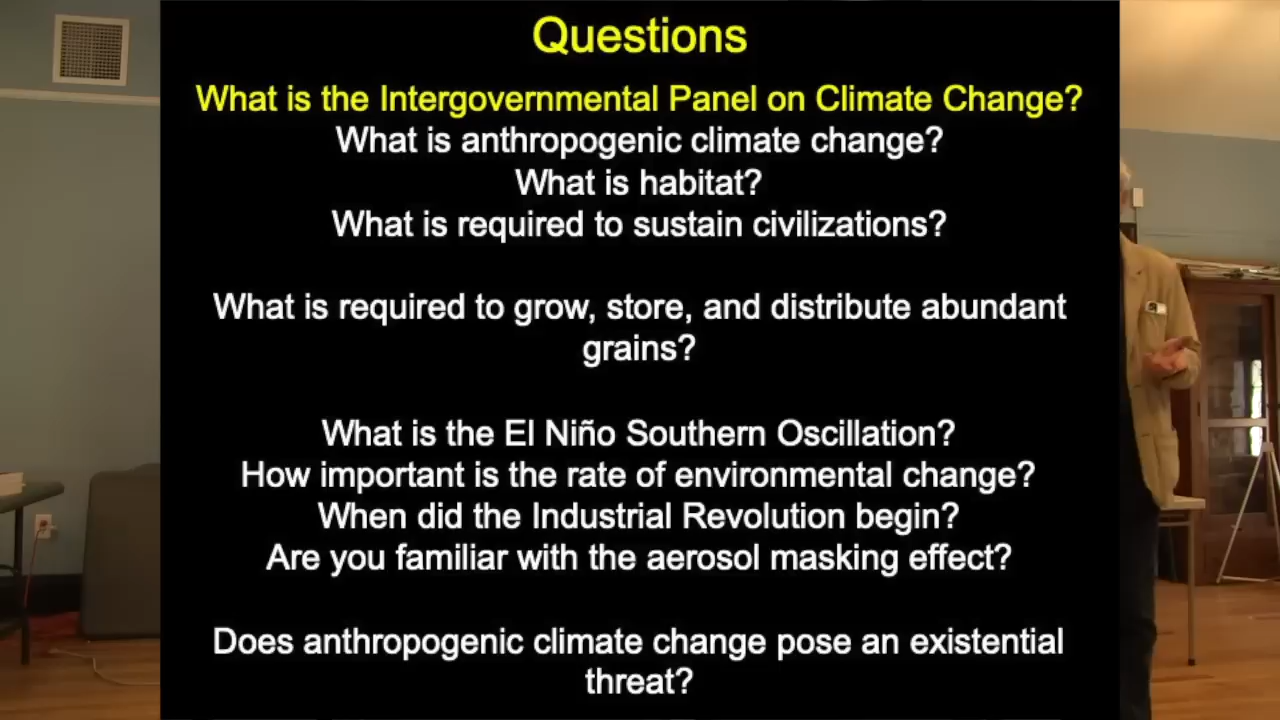 Questions
What is the Intergovernmental Panel on Climate Change?
What is anthropogenic climate change?
What is habitat?
What is required to sustain civilizations?
What is required to grow, store, and distribute abundant
grains?
What is the El Niño Southern Oscillation?
How important is the rate of environmental change?
When did the Industrial Revolution begin?
Are you familiar with the aerosol masking effect?
Does anthropogenic climate change pose an existential
threat?